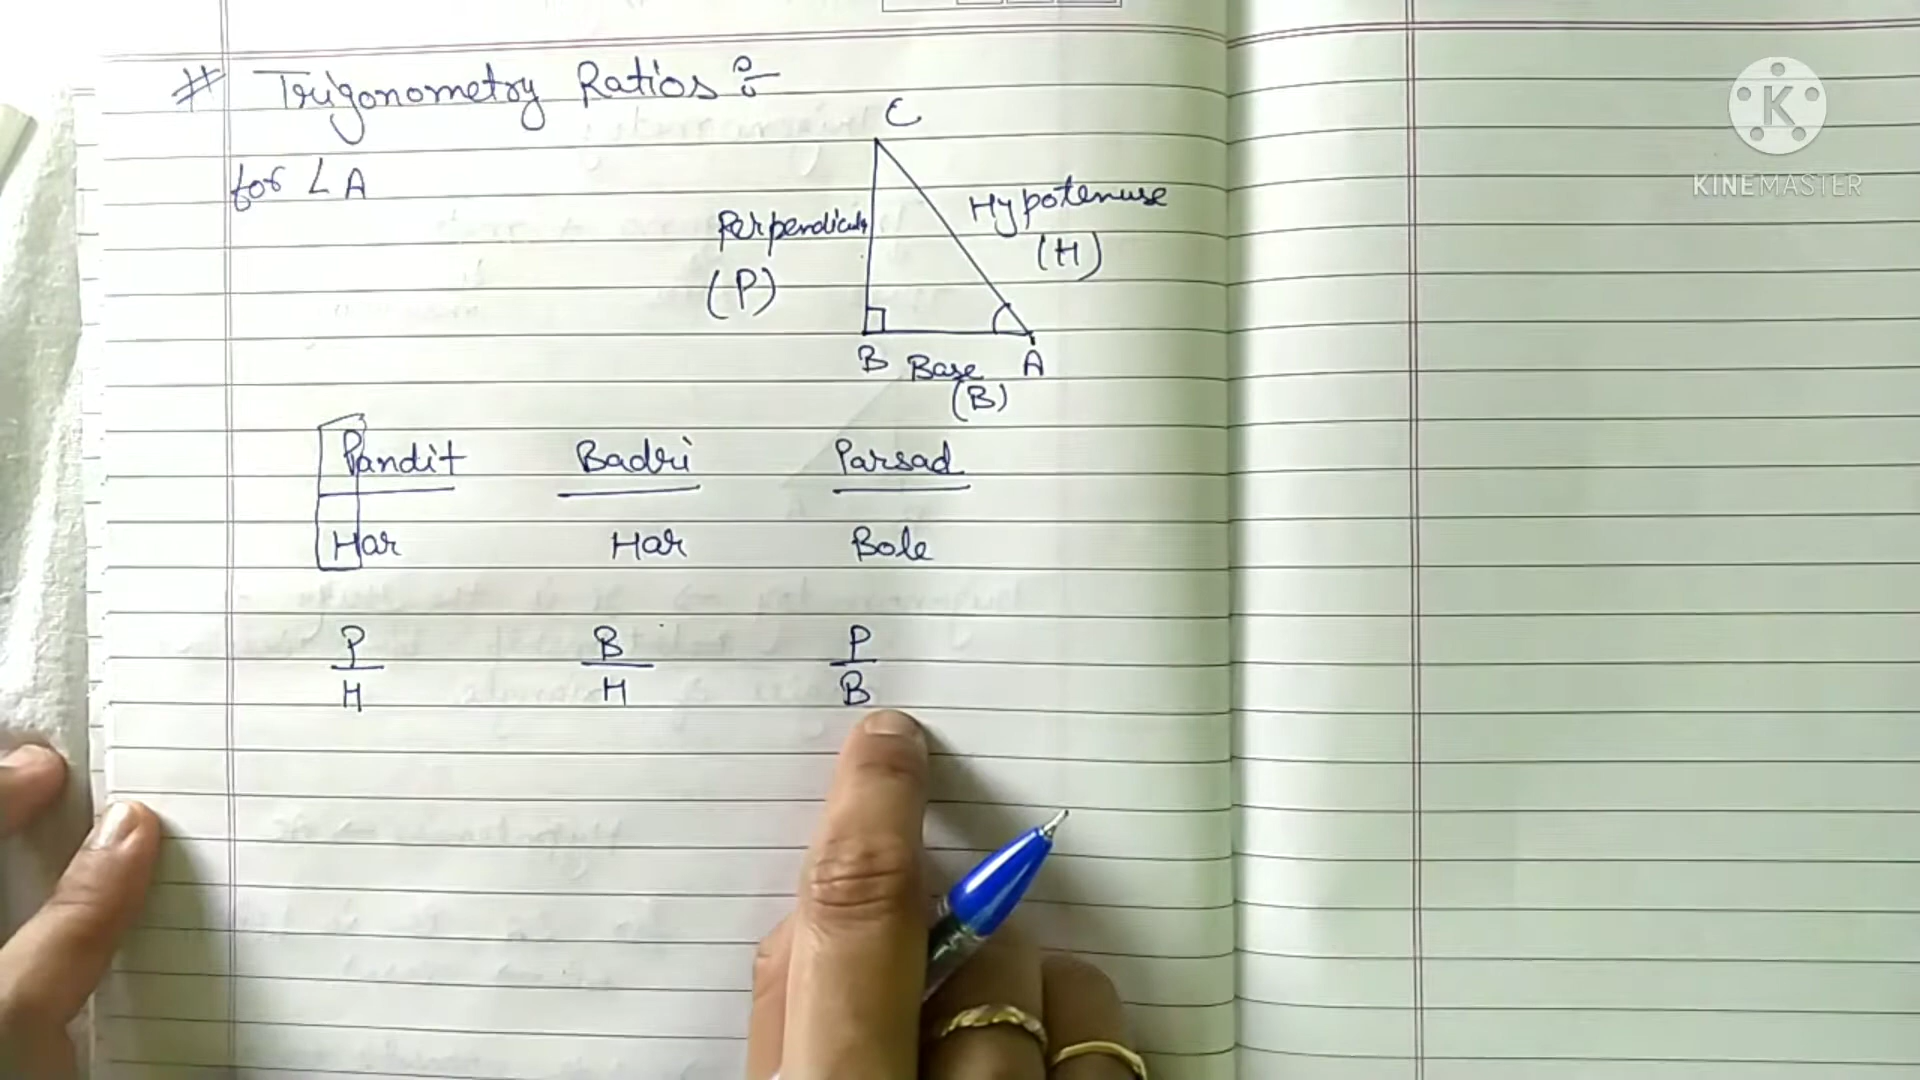 # Trigonometry Ratios :-
for ∠A
C
Perpendicular
(P)
Hypotenuse
(H)
B Base A
(B)
Pandit Badri Parsad
Har Har Bole
P/H B/H P/B
K
KINEMASTER